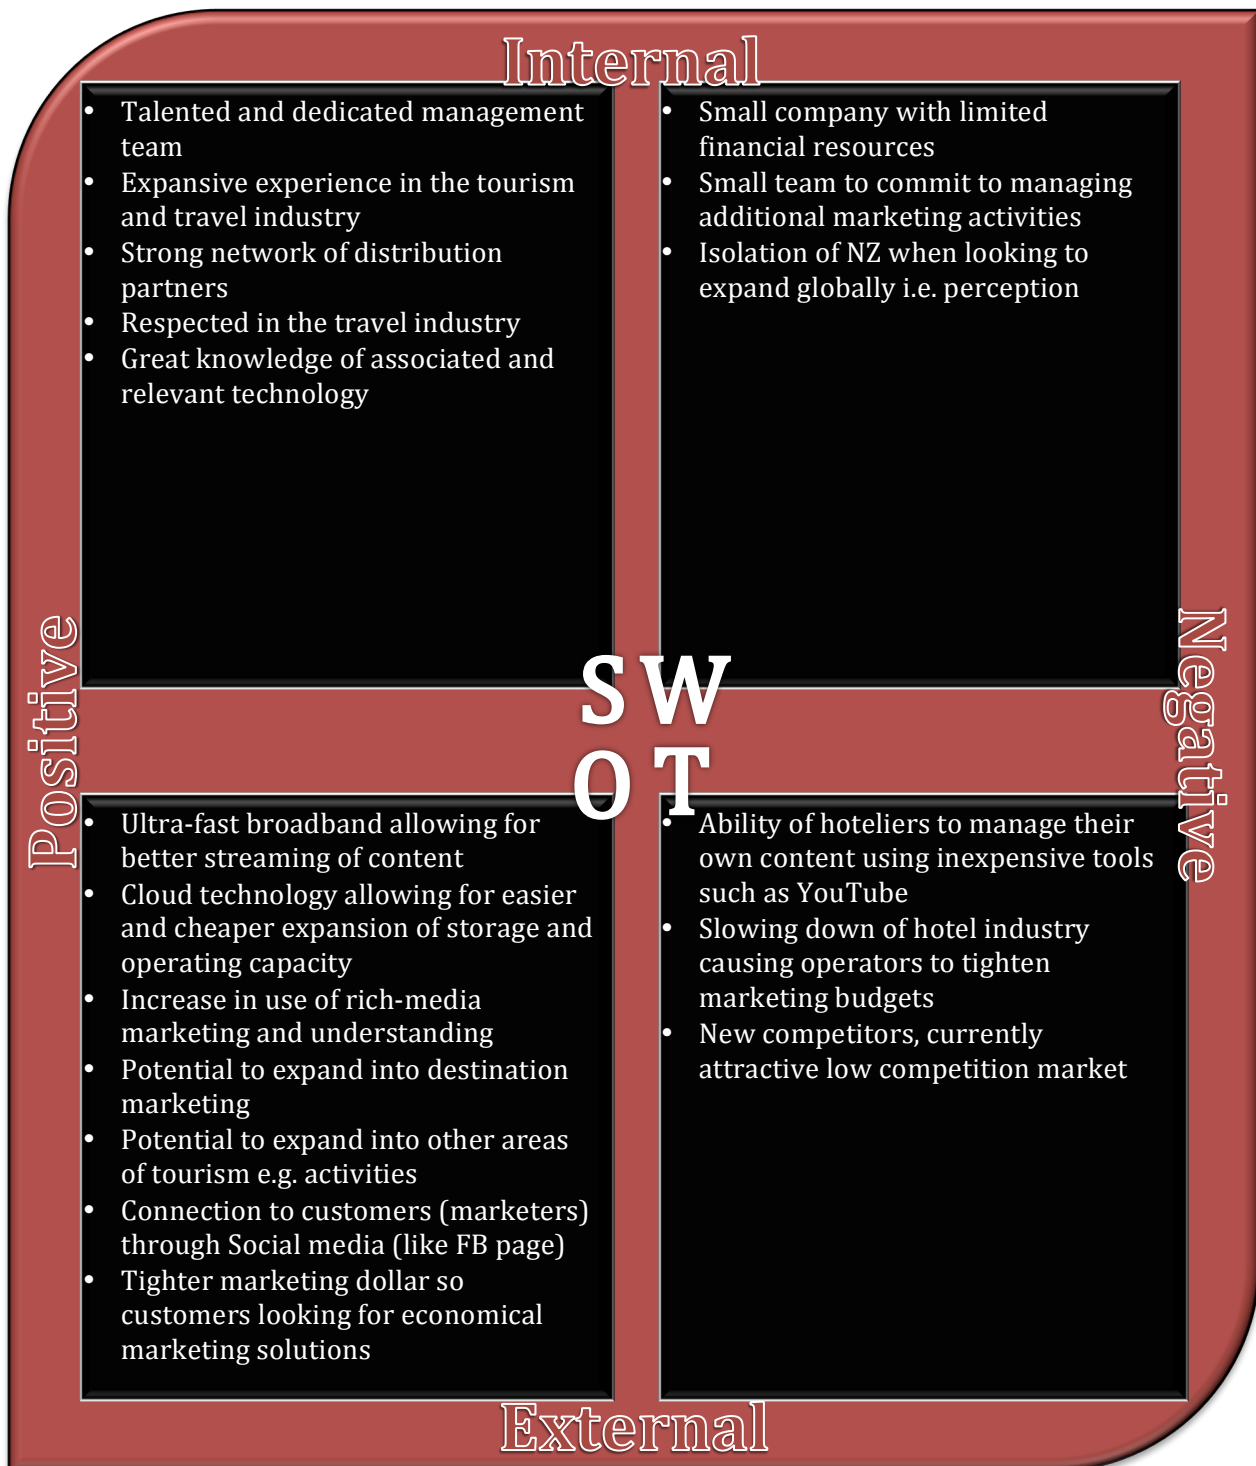 Internal
• Talented and dedicated management
team
• Expansive experience in the tourism
and travel industry
• Strong network of distribution
partners
• Respected in the travel industry
• Great knowledge of associated and
relevant technology
• Small company with limited
financial resources
• Small team to commit to managing
additional marketing activities
• Isolation of NZ when looking to
expand globally i.e. perception
Positive
S W
O T
Negative
• Ultra-fast broadband allowing for
better streaming of content
• Cloud technology allowing for easier
and cheaper expansion of storage and
operating capacity
• Increase in use of rich-media
marketing and understanding
• Potential to expand into destination
marketing
• Potential to expand into other areas
of tourism e.g. activities
• Connection to customers (marketers)
through Social media (like FB page)
• Tighter marketing dollar so
customers looking for economical
marketing solutions
• Ability of hoteliers to manage their
own content using inexpensive tools
such as YouTube
• Slowing down of hotel industry
causing operators to tighten
marketing budgets
• New competitors, currently
attractive low competition market
External